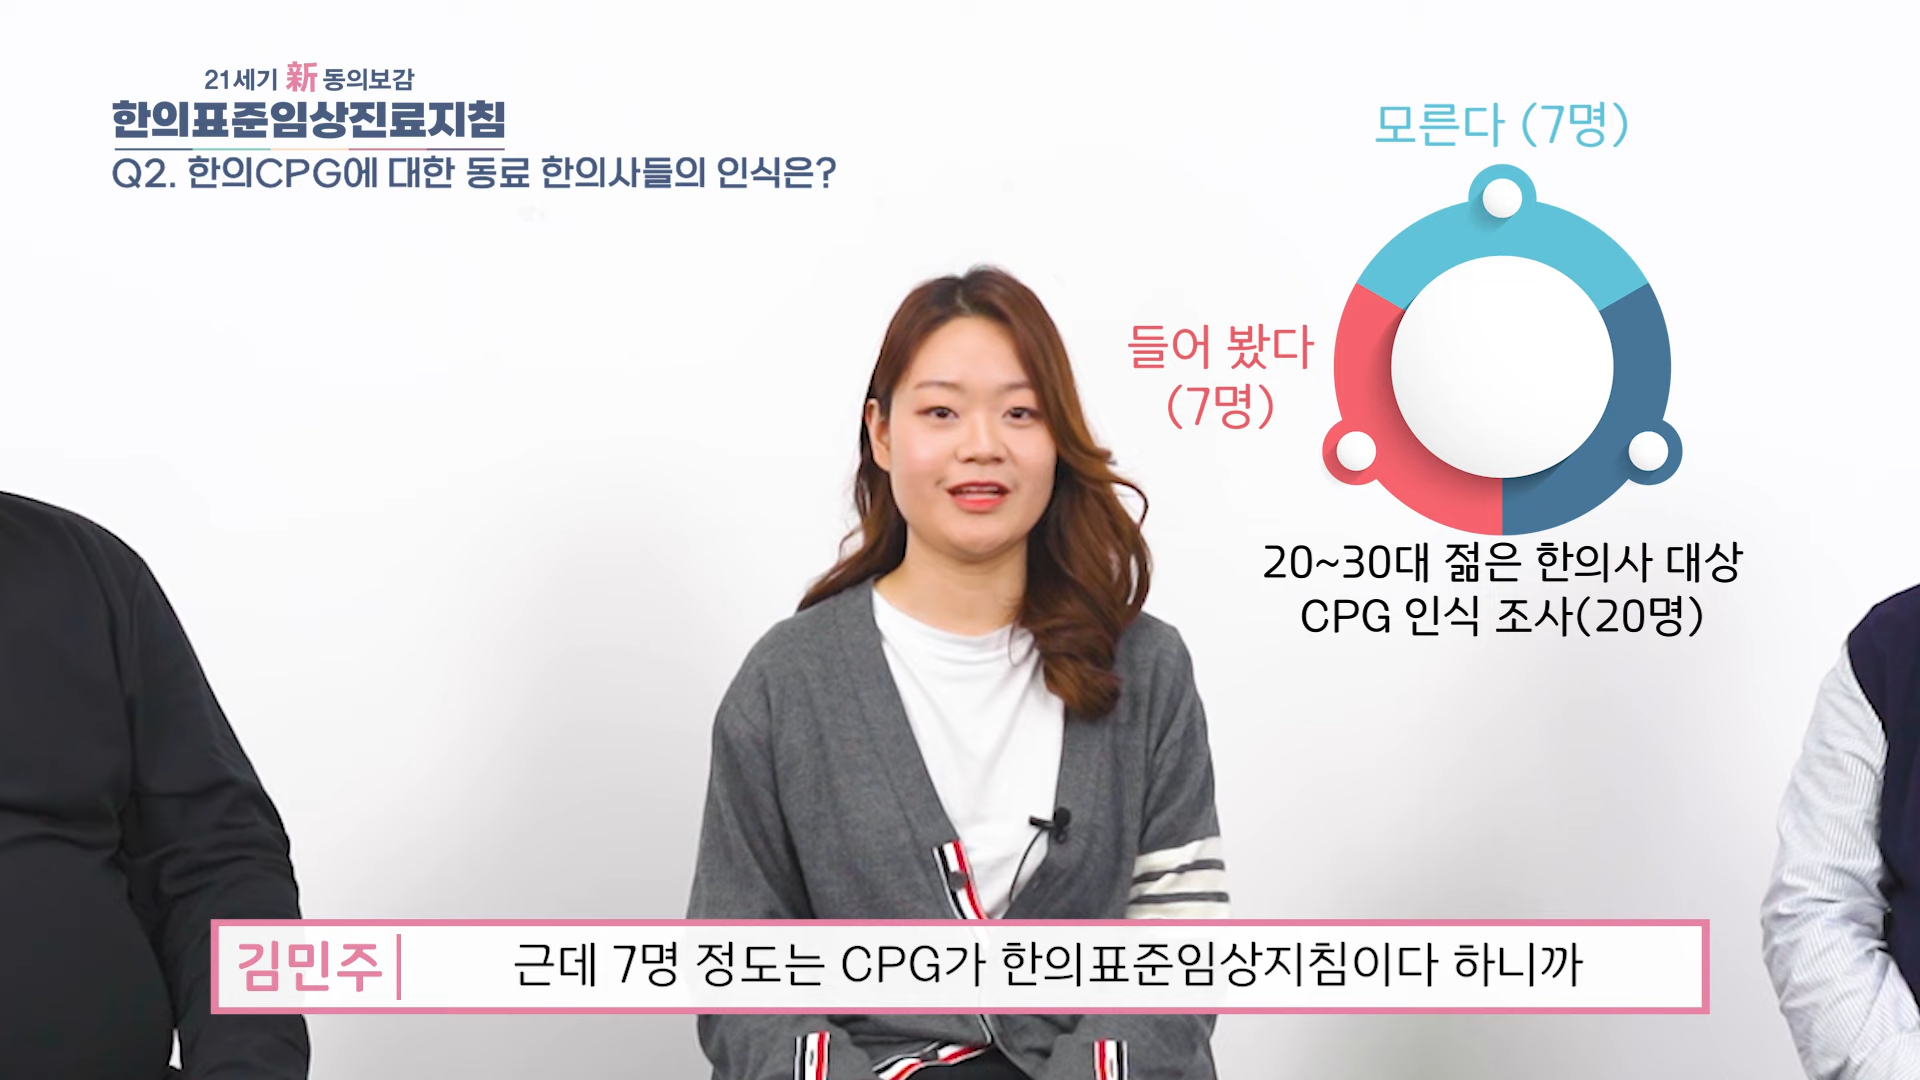 21세기 新 동의보감
한의표준임상진료지침
Q2. 한의CPG에 대한 동료 한의사들의 인식은?
모른다 (7명)
들어 봤다
(7명)
20~30대 젊은 한의사 대상
CPG 인식 조사(20명)
김민주
근데 7명 정도는 CPG가 한의표준임상지침이다 하니까